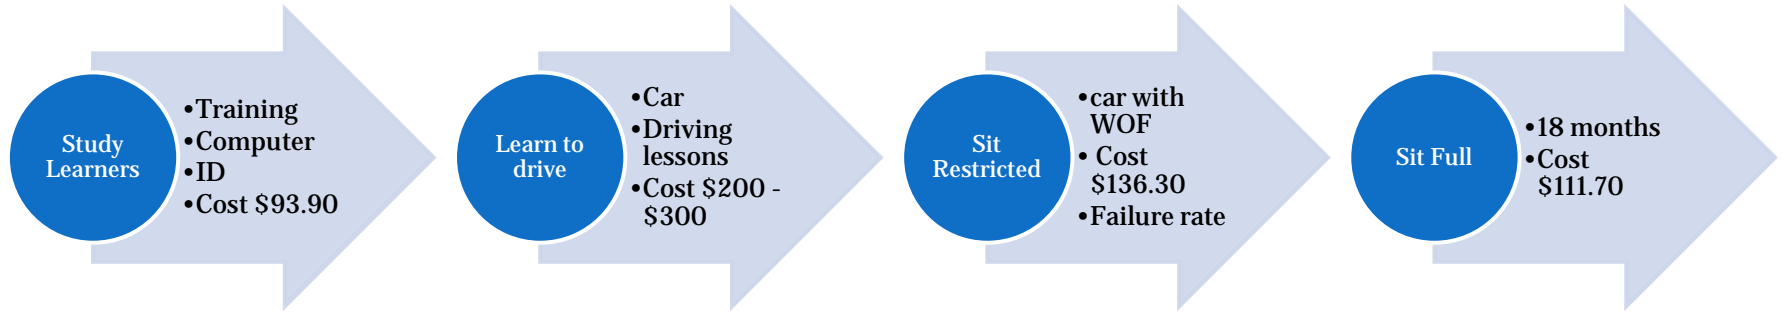 Study
Learners
•Training
•Computer
•ID
•Cost $93.90
Learn to
drive
•Car
•Driving
lessons
•Cost $200 -
$300
Sit
Restricted
•car with
WOF
• Cost
$136.30
•Failure rate
Sit Full
•18 months
•Cost
$111.70